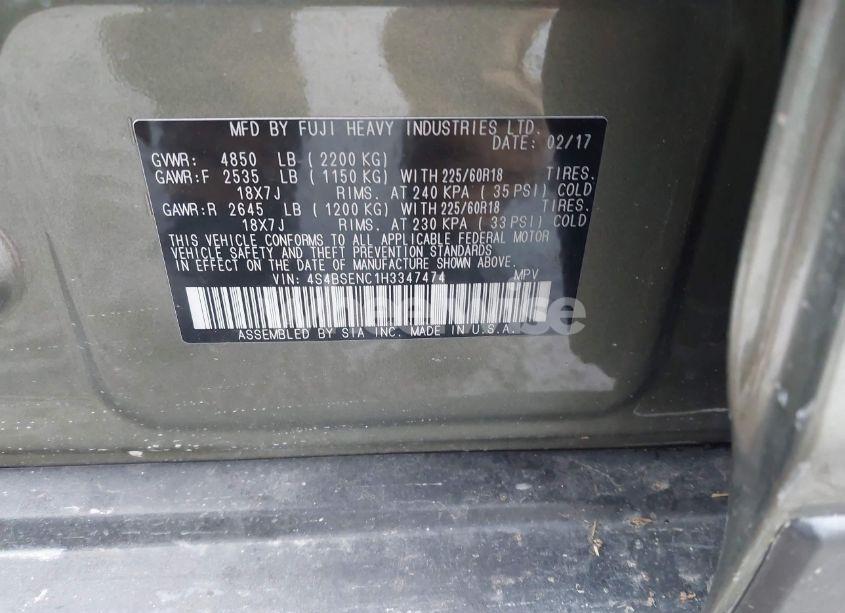 MFD BY FUJI HEAVY INDUSTRIES LTD.
DATE: 02/17
GVWR: 4850 LB ( 2200 KG)
GAWR:F 2535 LB ( 1150 KG) WITH 225/60R18 TIRES.
18X7J RIMS. AT 240 KPA ( 35 PSI) COLD
GAWR:R 2645 LB ( 1200 KG) WITH 225/60R18 TIRES.
18X7J RIMS. AT 230 KPA ( 33 PSI) COLD
THIS VEHICLE CONFORMS TO ALL APPLICABLE FEDERAL MOTOR
VEHICLE SAFETY AND THEFT PREVENTION STANDARDS
IN EFFECT ON THE DATE OF MANUFACTURE SHOWN ABOVE.
VIN: 4S4BSENC1H3347474 MPV
ASSEMBLED BY SIA INC. MADE IN U.S.A.